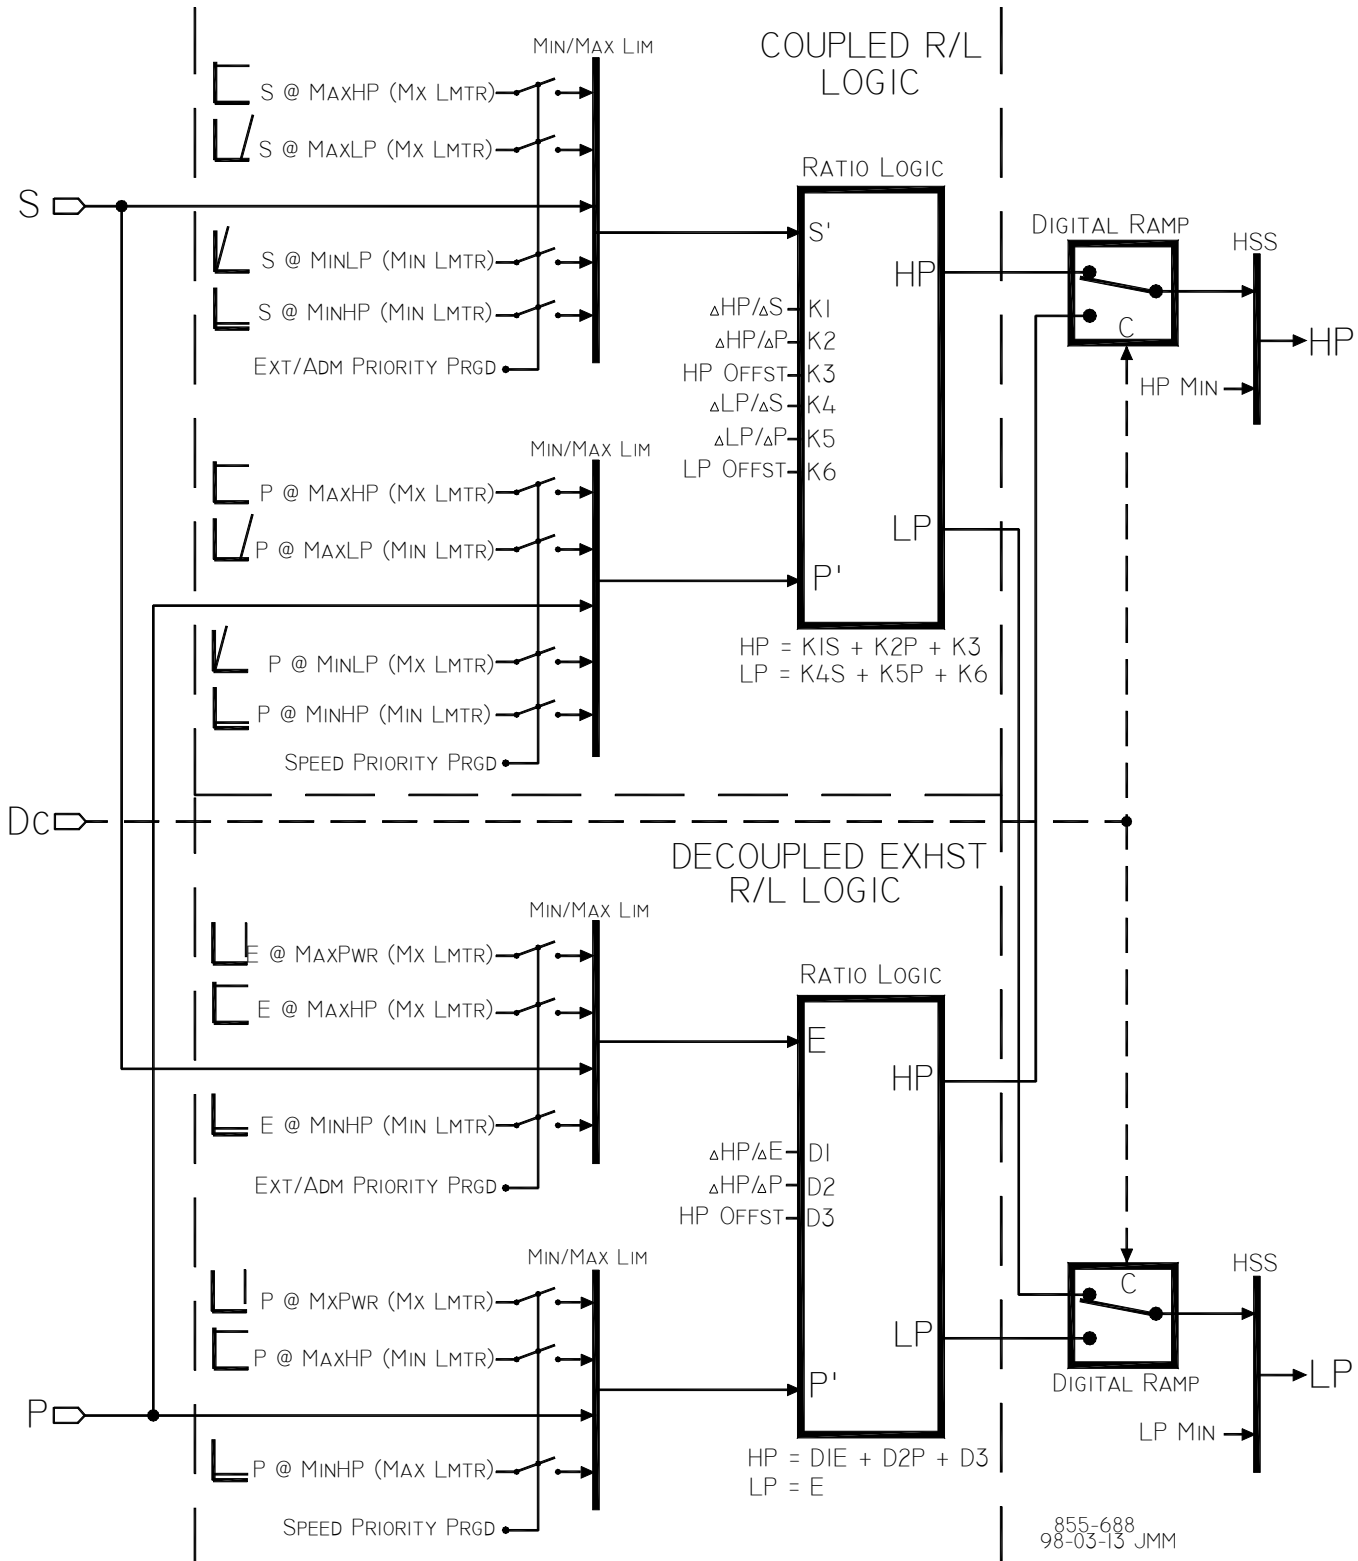 COUPLED R/L
LOGIC
MIN/MAX LIM
S @ MAXHP (MX LMTR)
S @ MAXLP (MX LMTR)
S
S @ MINLP (MIN LMTR)
S @ MINHP (MIN LMTR)
EXT/ADM PRIORITY PRGD
RATIO LOGIC
S'
HP
ΔHP/ΔS K1
ΔHP/ΔP K2
HP OFFST K3
ΔLP/ΔS K4
ΔLP/ΔP K5
LP OFFST K6
LP
P'
HP = K1S + K2P + K3
LP = K4S + K5P + K6
DIGITAL RAMP
C
HSS
HP
HP MIN
MIN/MAX LIM
P @ MAXHP (MX LMTR)
P @ MAXLP (MIN LMTR)
P @ MINLP (MX LMTR)
P @ MINHP (MIN LMTR)
SPEED PRIORITY PRGD
DC
DECOUPLED EXHST
R/L LOGIC
MIN/MAX LIM
E @ MAXPWR (MX LMTR)
E @ MAXHP (MX LMTR)
E @ MINHP (MIN LMTR)
EXT/ADM PRIORITY PRGD
RATIO LOGIC
E
HP
ΔHP/ΔE D1
ΔHP/ΔP D2
HP OFFST D3
LP
P'
HP = D1E + D2P + D3
LP = E
MIN/MAX LIM
P @ MXPWR (MX LMTR)
P @ MAXHP (MIN LMTR)
P
P @ MINHP (MAX LMTR)
SPEED PRIORITY PRGD
C
DIGITAL RAMP
HSS
LP
LP MIN
855-688
98-03-13 JMM